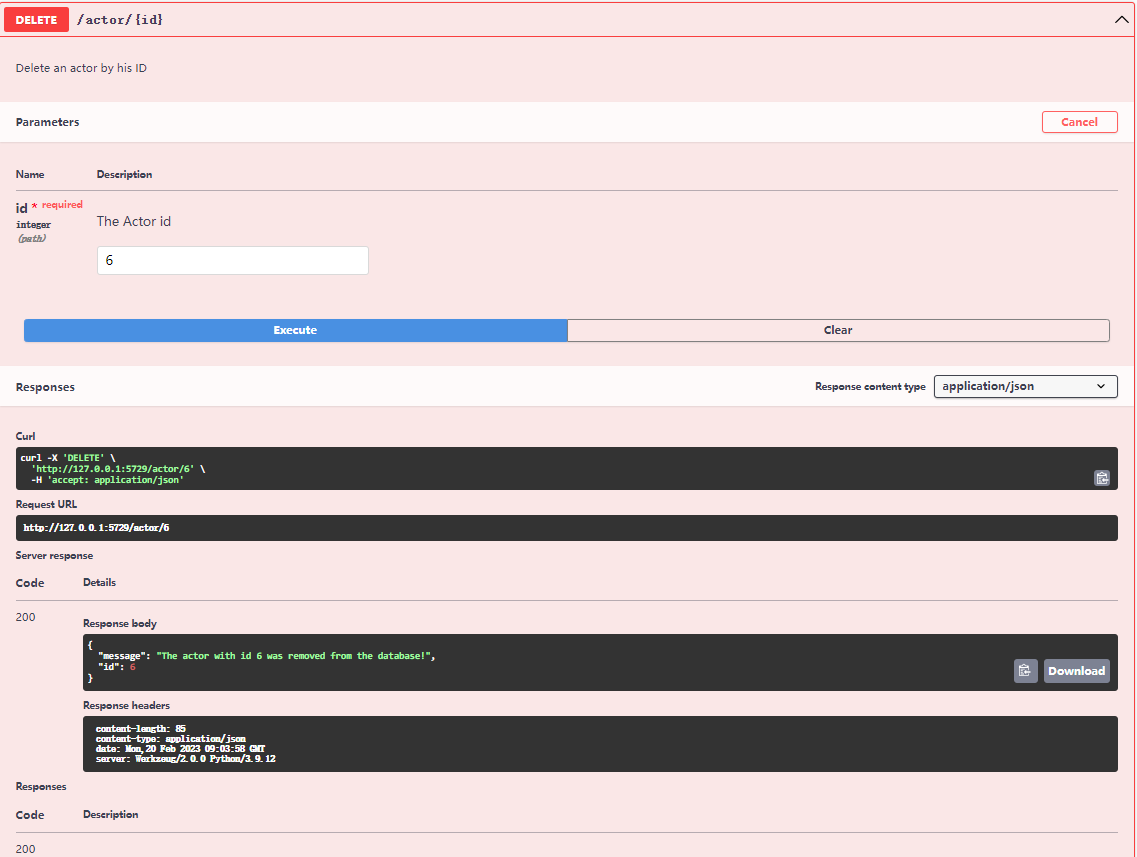 DELETE /actor/{id}
Delete an actor by his ID
Parameters
Cancel
Name Description
id * required
integer
(path)
The Actor id
6
Execute Clear
Responses
Response content type application/json
Curl
curl -X 'DELETE' \
'http://127.0.0.1:5729/actor/6' \
-H 'accept: application/json'
Request URL
http://127.0.0.1:5729/actor/6
Server response
Code Details
200
Response body
{
"message": "The actor with id 6 was removed from the database!",
"id": 6
}
Download
Response headers
content-length: 85
content-type: application/json
date: Mon,20 Feb 2023 09:03:58 GMT
server: Werkzeug/2.0.0 Python/3.9.12
Responses
Code Description
200